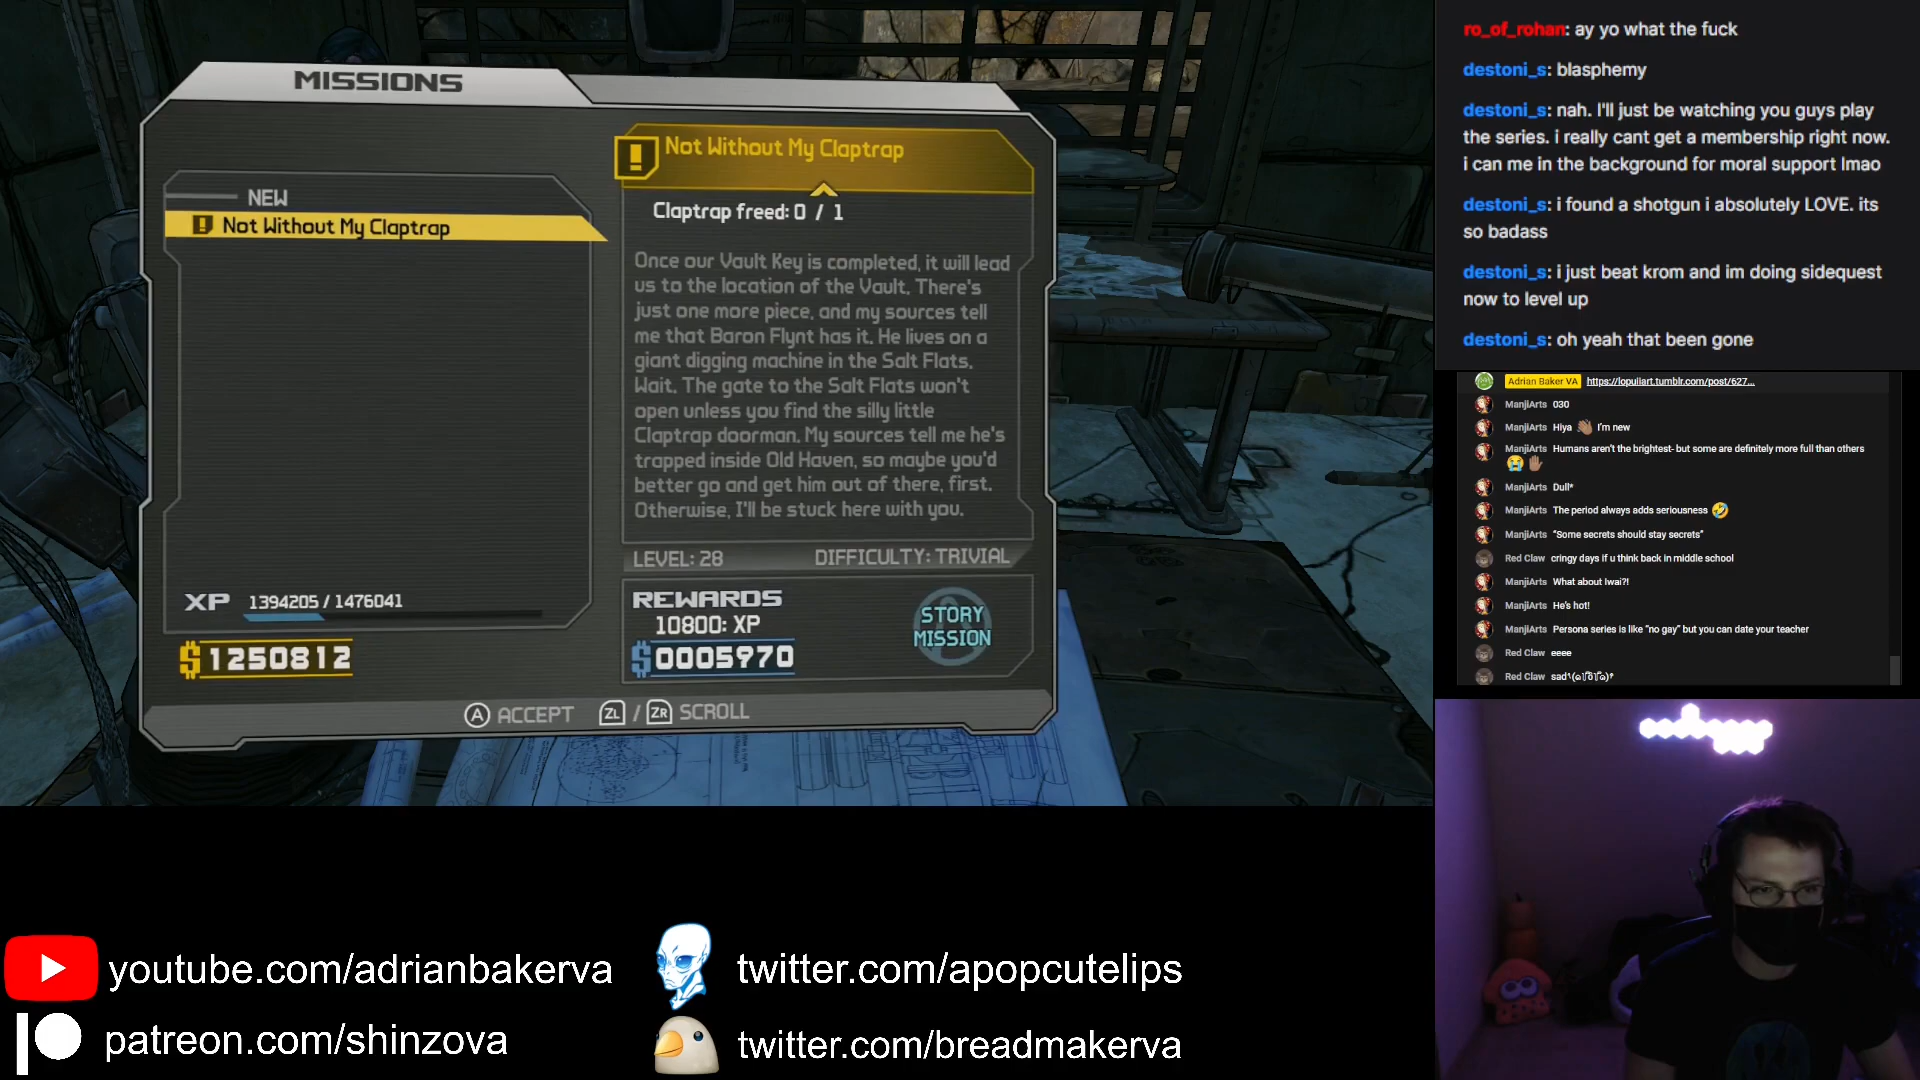 MISSIONS
NEW
Not Without My Claptrap
XP 1394205 / 1476041
$1250812
Not Without My Claptrap
Claptrap freed: 0 / 1
Once our Vault Key is completed, it will lead
us to the location of the Vault. There's
just one more piece, and my sources tell
me that Baron Flynt has it. He lives on a
giant digging machine in the Salt Flats.
Wait. The gate to the Salt Flats won't
open unless you find the silly little
Claptrap doorman. My sources tell me he's
trapped inside Old Haven, so maybe you'd
better go and get him out of there, first.
Otherwise, I'll be stuck here with you.
LEVEL: 28 DIFFICULTY: TRIVIAL
REWARDS
10800: XP
$0005970
STORY
MISSION
A ACCEPT ZL / ZR SCROLL
ro_of_rohan: ay yo what the fuck
destoni_s: blasphemy
destoni_s: nah. I'll just be watching you guys play
the series. i really cant get a membership right now.
i can me in the background for moral support lmao
destoni_s: i found a shotgun i absolutely LOVE. its
so badass
destoni_s: i just beat krom and im doing sidequest
now to level up
destoni_s: oh yeah that been gone
Adrian Baker VA https://lopuliart.tumblr.com/post/627...
ManjiArts 030
ManjiArts Hiya 👋🏽 I'm new
ManjiArts Humans aren't the brightest- but some are definitely more full than others
😭✋🏽
ManjiArts Dull*
ManjiArts The period always adds seriousness 🤣
ManjiArts "Some secrets should stay secrets"
Red Claw cringy days if u think back in middle school
ManjiArts What about Iwai?!
ManjiArts He's hot!
ManjiArts Persona series is like "no gay" but you can date your teacher
Red Claw eeee
Red Claw sad
youtube.com/adrianbakerva
patreon.com/shinzova
twitter.com/apopcutelips
twitter.com/breadmakerva